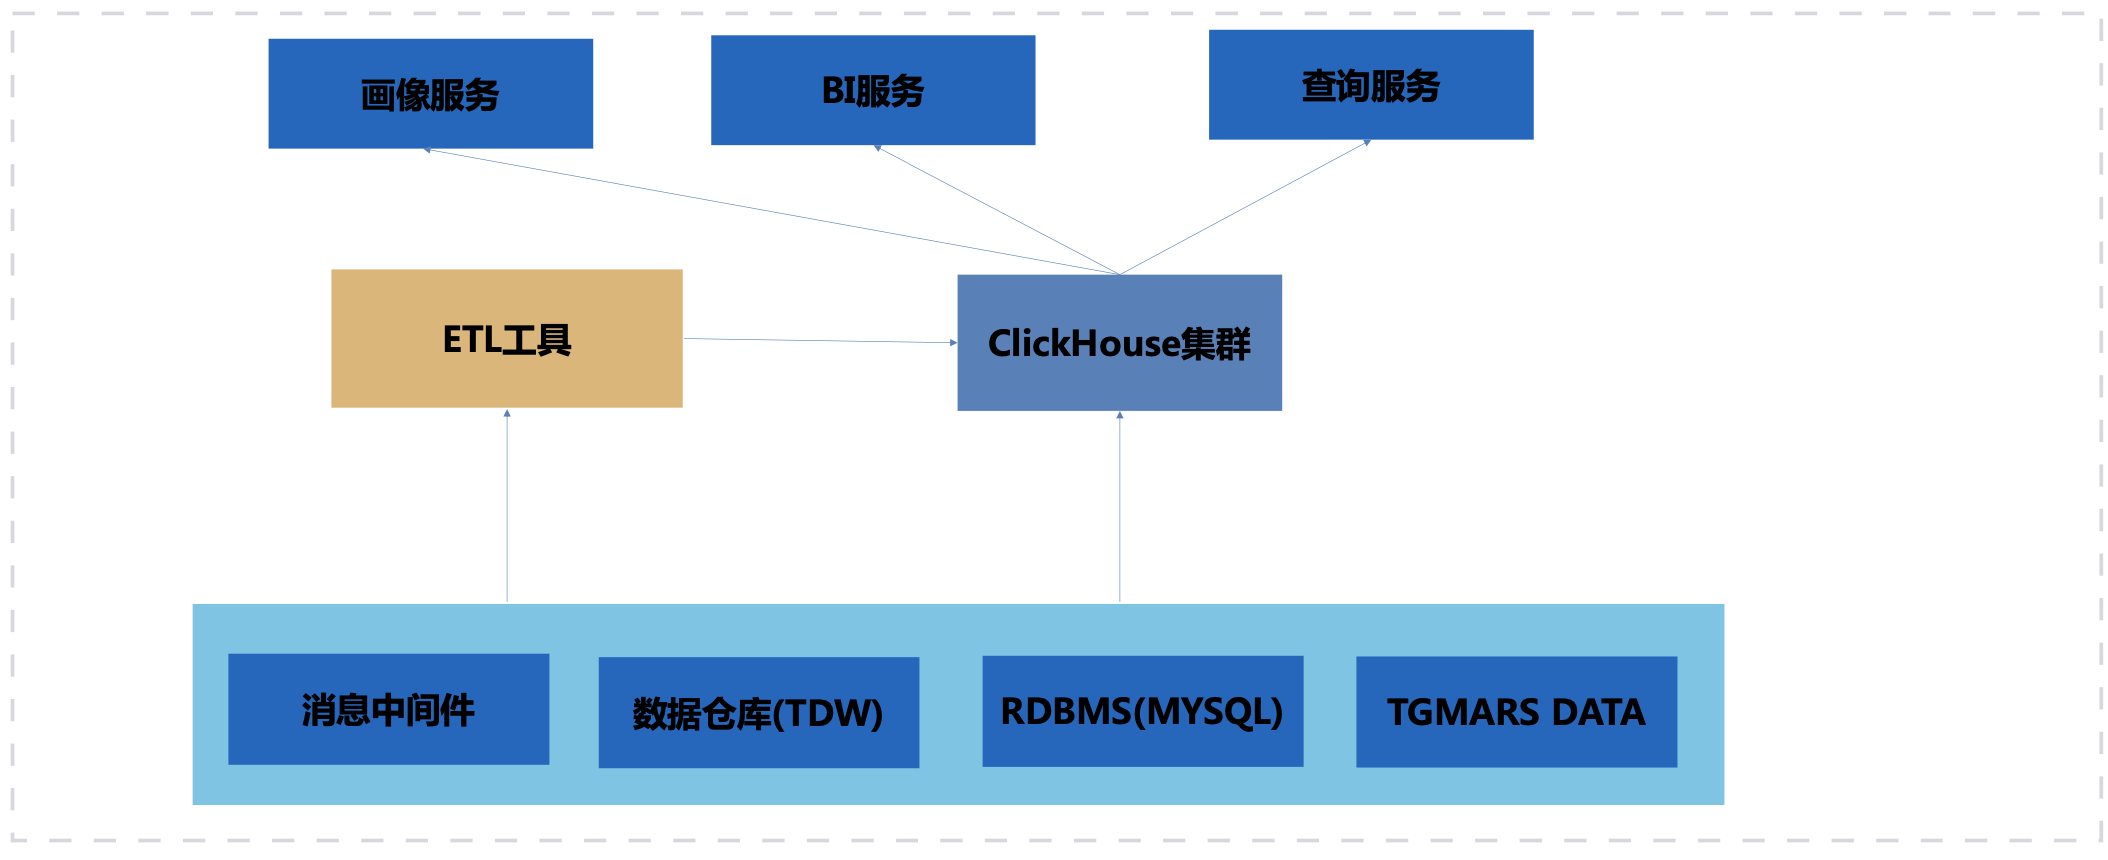 画像服务
BI服务
查询服务
ETL工具
ClickHouse集群
消息中间件
数据仓库(TDW)
RDBMS(MYSQL)
TGMARS DATA